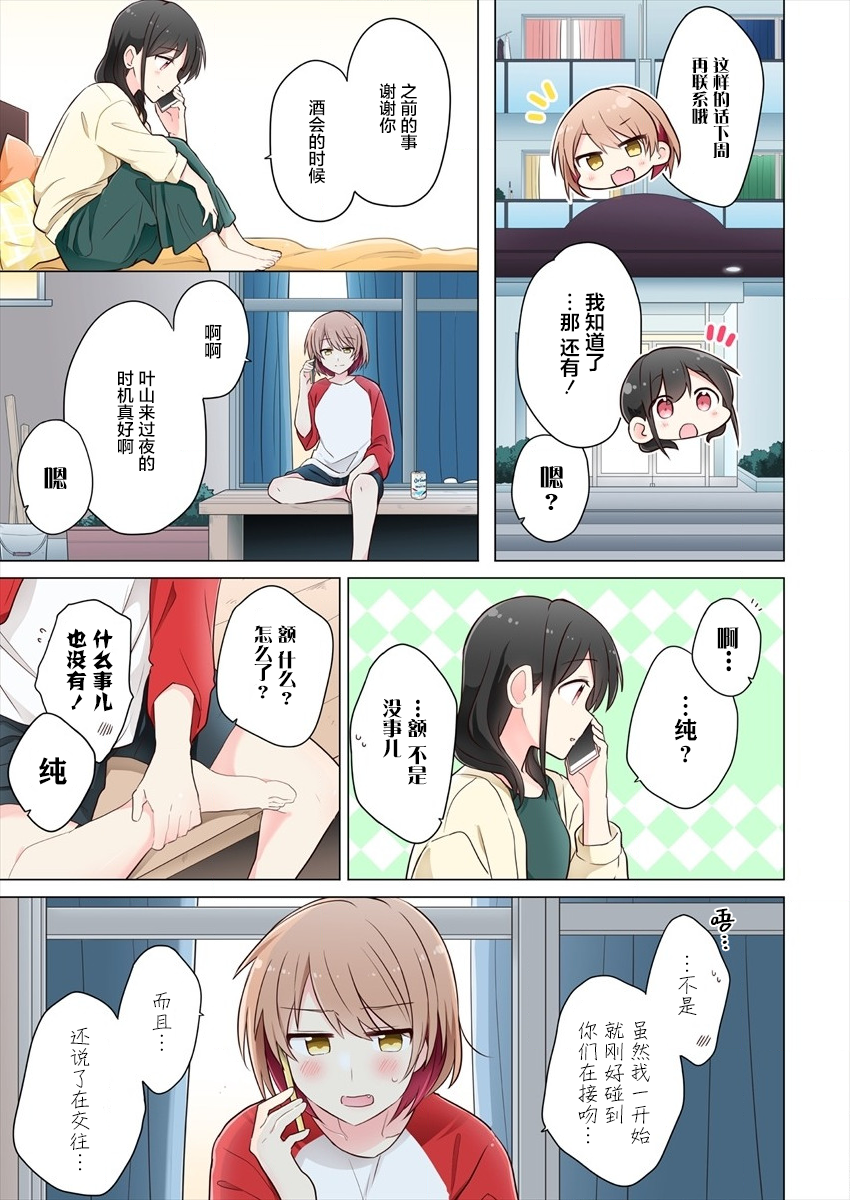 这样的话下周
再联系哦
我知道了
…那 还有!
嗯?
之前的事
谢谢你
酒会的时候
啊啊
叶山来过夜的
时机真好啊
嗯
啊…
…纯?
…额 不是
没事儿
额 什么?
怎么了?
什么事儿
也没有!
纯
唔…
…不是
虽然找一开始
就刚好碰到
你们在接吻…
而且…
还说了在交往…